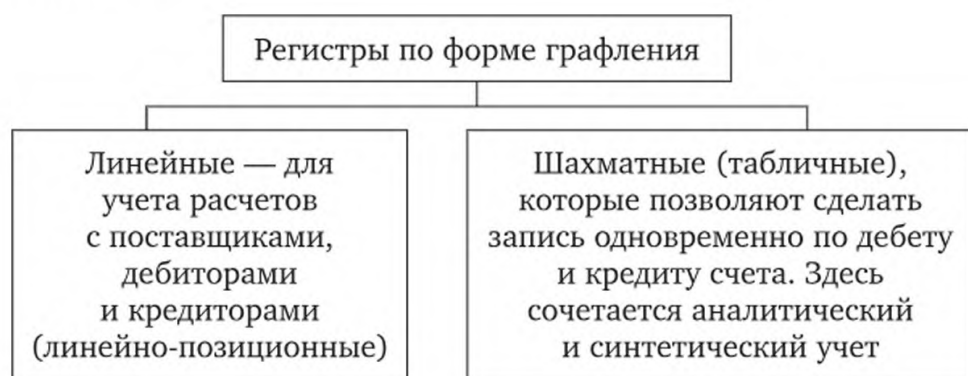 Регистры по форме графления
Линейные — для
учета расчетов
с поставщиками,
дебиторами
и кредиторами
(линейно-позиционные)
Шахматные (табличные),
которые позволяют сделать
запись одновременно по дебету
и кредиту счета. Здесь
сочетается аналитический
и синтетический учет